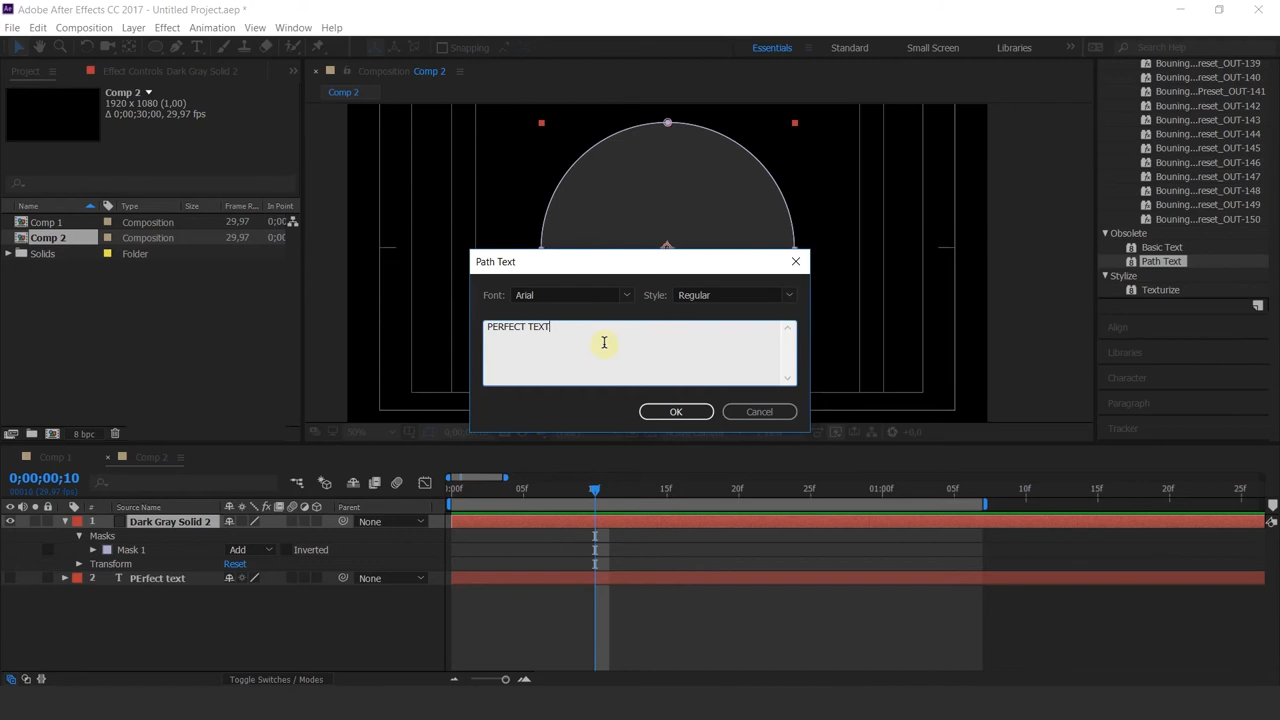 Adobe After Effects CC 2017 - Untitled Project.aep *
File Edit Composition Layer Effect Animation View Window Help
Snapping Essentials Standard Small Screen Libraries Search Help
Project Effect Controls: Dark Gray Solid 2
Composition Comp 2
Comp 2
Comp 2
1920 x 1080 (1,00)
Δ 0;00;30;00, 29,97 fps
Name Type Size Frame R... In Point
Comp 1 Composition 29,97 0;00
Comp 2 Composition 29,97 0;00
Solids Folder
8 bpc
Bouning...reset_OUT-139
Bouning...reset_OUT-140
Bouning...Preset_OUT-141
Bouning...reset_OUT-142
Bouning...reset_OUT-143
Bouning...reset_OUT-144
Bouning...reset_OUT-145
Bouning...reset_OUT-146
Bouning...reset_OUT-147
Bouning...reset_OUT-148
Bouning...reset_OUT-149
Bouning...reset_OUT-150
Obsolete
Basic Text
Path Text
Stylize
Texturize
Align
Libraries
Character
Paragraph
Tracker
Path Text
Font: Arial Style: Regular
PERFECT TEXT
OK Cancel
50% +0,0
Comp 1 Comp 2
0;00;00;10
00010 (29.97 fps)
# Source Name Parent
1 Dark Gray Solid 2 None
Masks
Mask 1 Add Inverted
Transform Reset
2 T PErfect text None
:00f 05f 15f 20f 25f 01:00f 05f 10f 15f 20f 25f
Toggle Switches / Modes